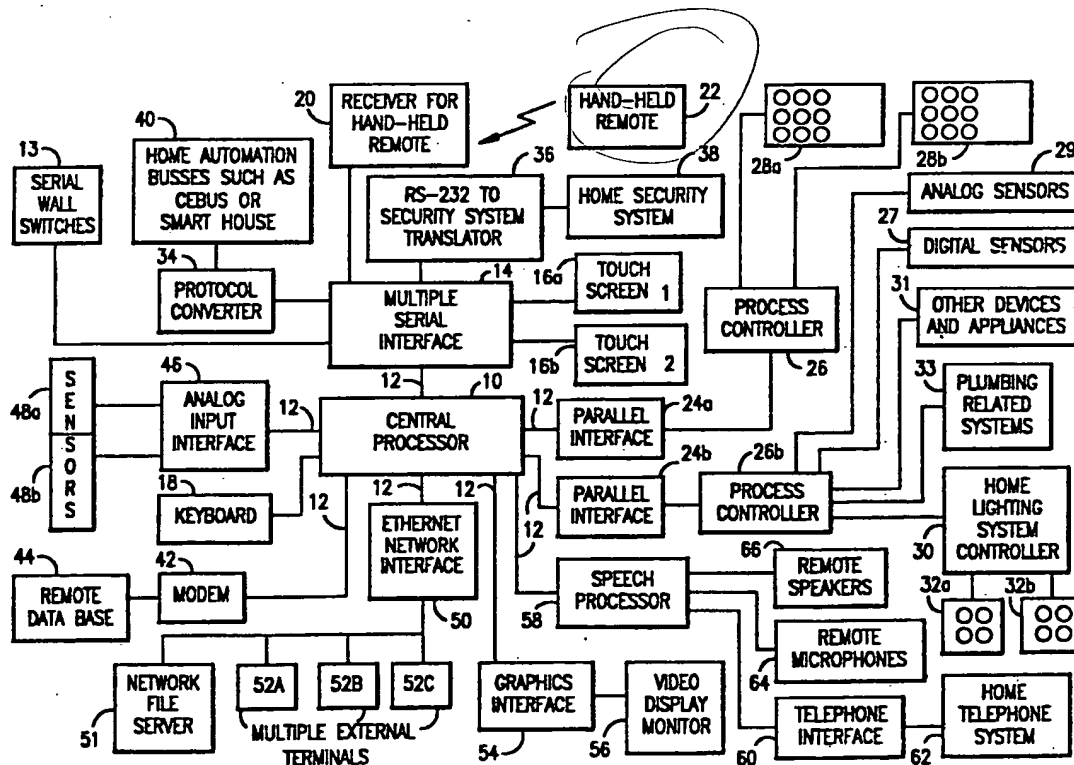 20
RECEIVER FOR
HAND-HELD
REMOTE
HAND-HELD
REMOTE
22
28a
28b
40
HOME AUTOMATION
BUSSES SUCH AS
CEBUS OR
SMART HOUSE
13
SERIAL
WALL
SWITCHES
36
RS-232 TO
SECURITY SYSTEM
TRANSLATOR
38
HOME SECURITY
SYSTEM
29
ANALOG SENSORS
27
DIGITAL SENSORS
34
PROTOCOL
CONVERTER
14
MULTIPLE
SERIAL
INTERFACE
16a
TOUCH
SCREEN 1
16b
TOUCH
SCREEN 2
PROCESS
CONTROLLER
26
31
OTHER DEVICES
AND APPLIANCES
33
PLUMBING
RELATED
SYSTEMS
48a
48b
SENSORS
46
ANALOG
INPUT
INTERFACE
12
12
10
CENTRAL
PROCESSOR
12
24a
PARALLEL
INTERFACE
24b
PARALLEL
INTERFACE
12
26b
PROCESS
CONTROLLER
HOME
LIGHTING
SYSTEM
CONTROLLER
30
32a
32b
18
KEYBOARD
12
12
12
ETHERNET
NETWORK
INTERFACE
50
44
REMOTE
DATA BASE
42
MODEM
SPEECH
PROCESSOR
58
66
REMOTE
SPEAKERS
REMOTE
MICROPHONES
64
NETWORK
FILE
SERVER
51
52A
52B
52C
MULTIPLE EXTERNAL
TERMINALS
GRAPHICS
INTERFACE
54
VIDEO
DISPLAY
MONITOR
56
TELEPHONE
INTERFACE
60
HOME
TELEPHONE
SYSTEM
62